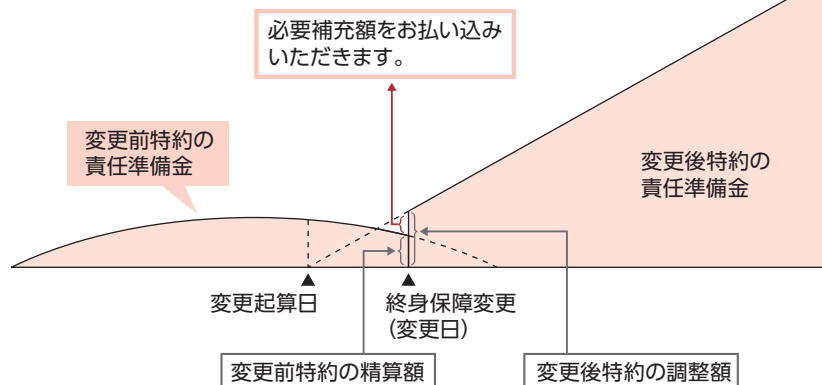 必要補充額をお払い込み
いただきます。
変更前特約の
責任準備金
変更後特約の
責任準備金
変更起算日
終身保障変更
(変更日)
変更前特約の精算額
変更後特約の調整額